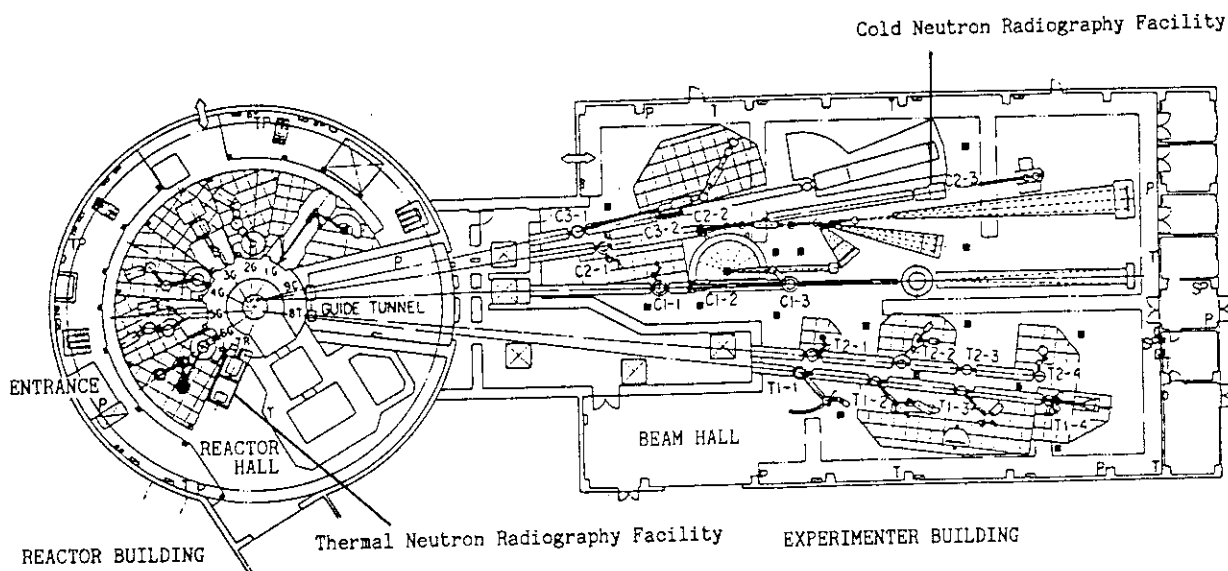 Cold Neutron Radiography Facility
P
T
T
TP
C3-1
C2-2
C3-2
C2-3
C2-1
P
3G
2G
1G
4G
9G
5G
8T
6G
GUIDE TUNNEL
C1-1
C1-2
C1-3
T
P
P
T2-1
T2-2
T2-3
T2-4
T1-1
T1-2
T1-3
T1-4
ENTRANCE
P
REACTOR
HALL
T
BEAM HALL
P
T
P
T
REACTOR BUILDING
Thermal Neutron Radiography Facility
EXPERIMENTER BUILDING